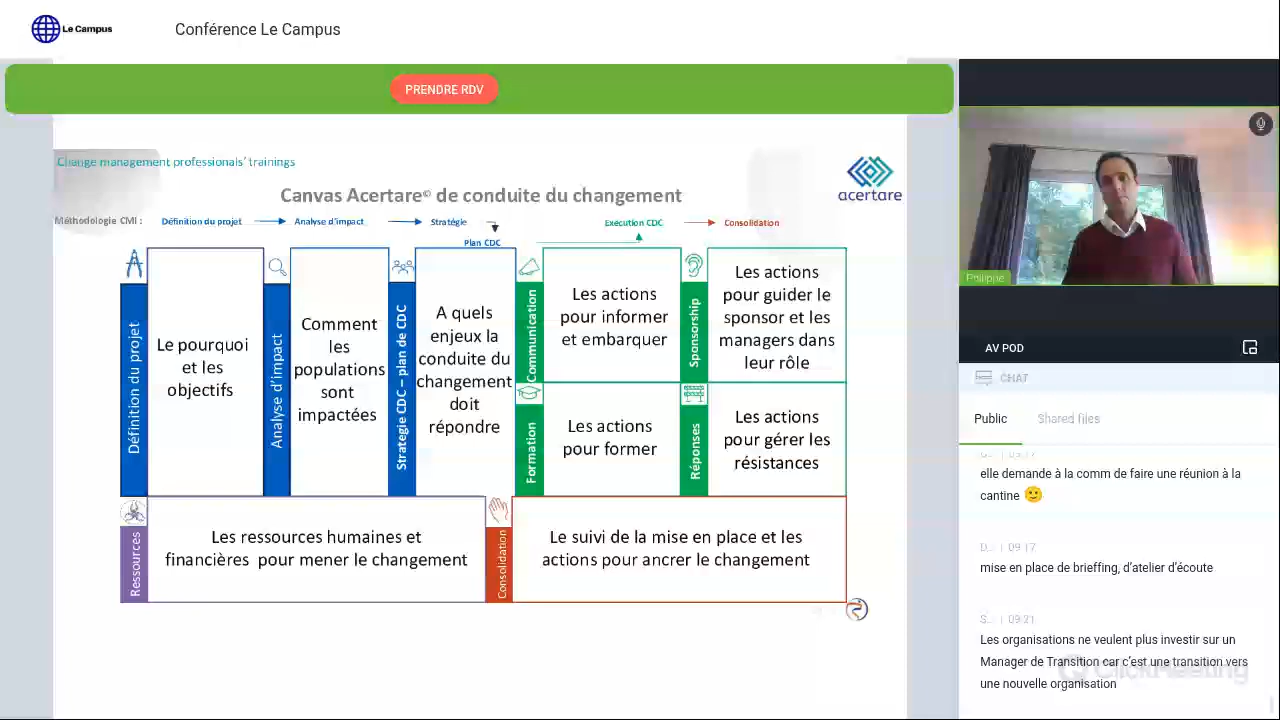 Le Campus
Conférence Le Campus
PRENDRE RDV
Change management professionals' trainings
Canvas Acertare© de conduite du changement
acertare
Méthodologie CMI :
Définition du projet
Analyse d'impact
Stratégie
Plan CDC
Execution CDC
Consolidation
Définition du projet
Le pourquoi
et les
objectifs
Analyse d'impact
Comment
les
populations
sont
impactées
Strategie CDC – plan de CDC
A quels
enjeux la
conduite du
changement
doit
répondre
Communication
Les actions
pour informer
et embarquer
Sponsorship
Les actions
pour guider le
sponsor et les
managers dans
leur rôle
Formation
Les actions
pour former
Réponses
Les actions
pour gérer les
résistances
Ressources
Les ressources humaines et
financières pour mener le changement
Consolidation
Le suivi de la mise en place et les
actions pour ancrer le changement
Philippe
AV POD
CHAT
Public
Shared files
elle demande à la comm de faire une réunion à la
cantine 🙂
D... | 09:17
mise en place de brieffing, d'atelier d'écoute
S... | 09:21
Les organisations ne veulent plus investir sur un
Manager de Transition car c'est une transition vers
une nouvelle organisation
ClickMeeting